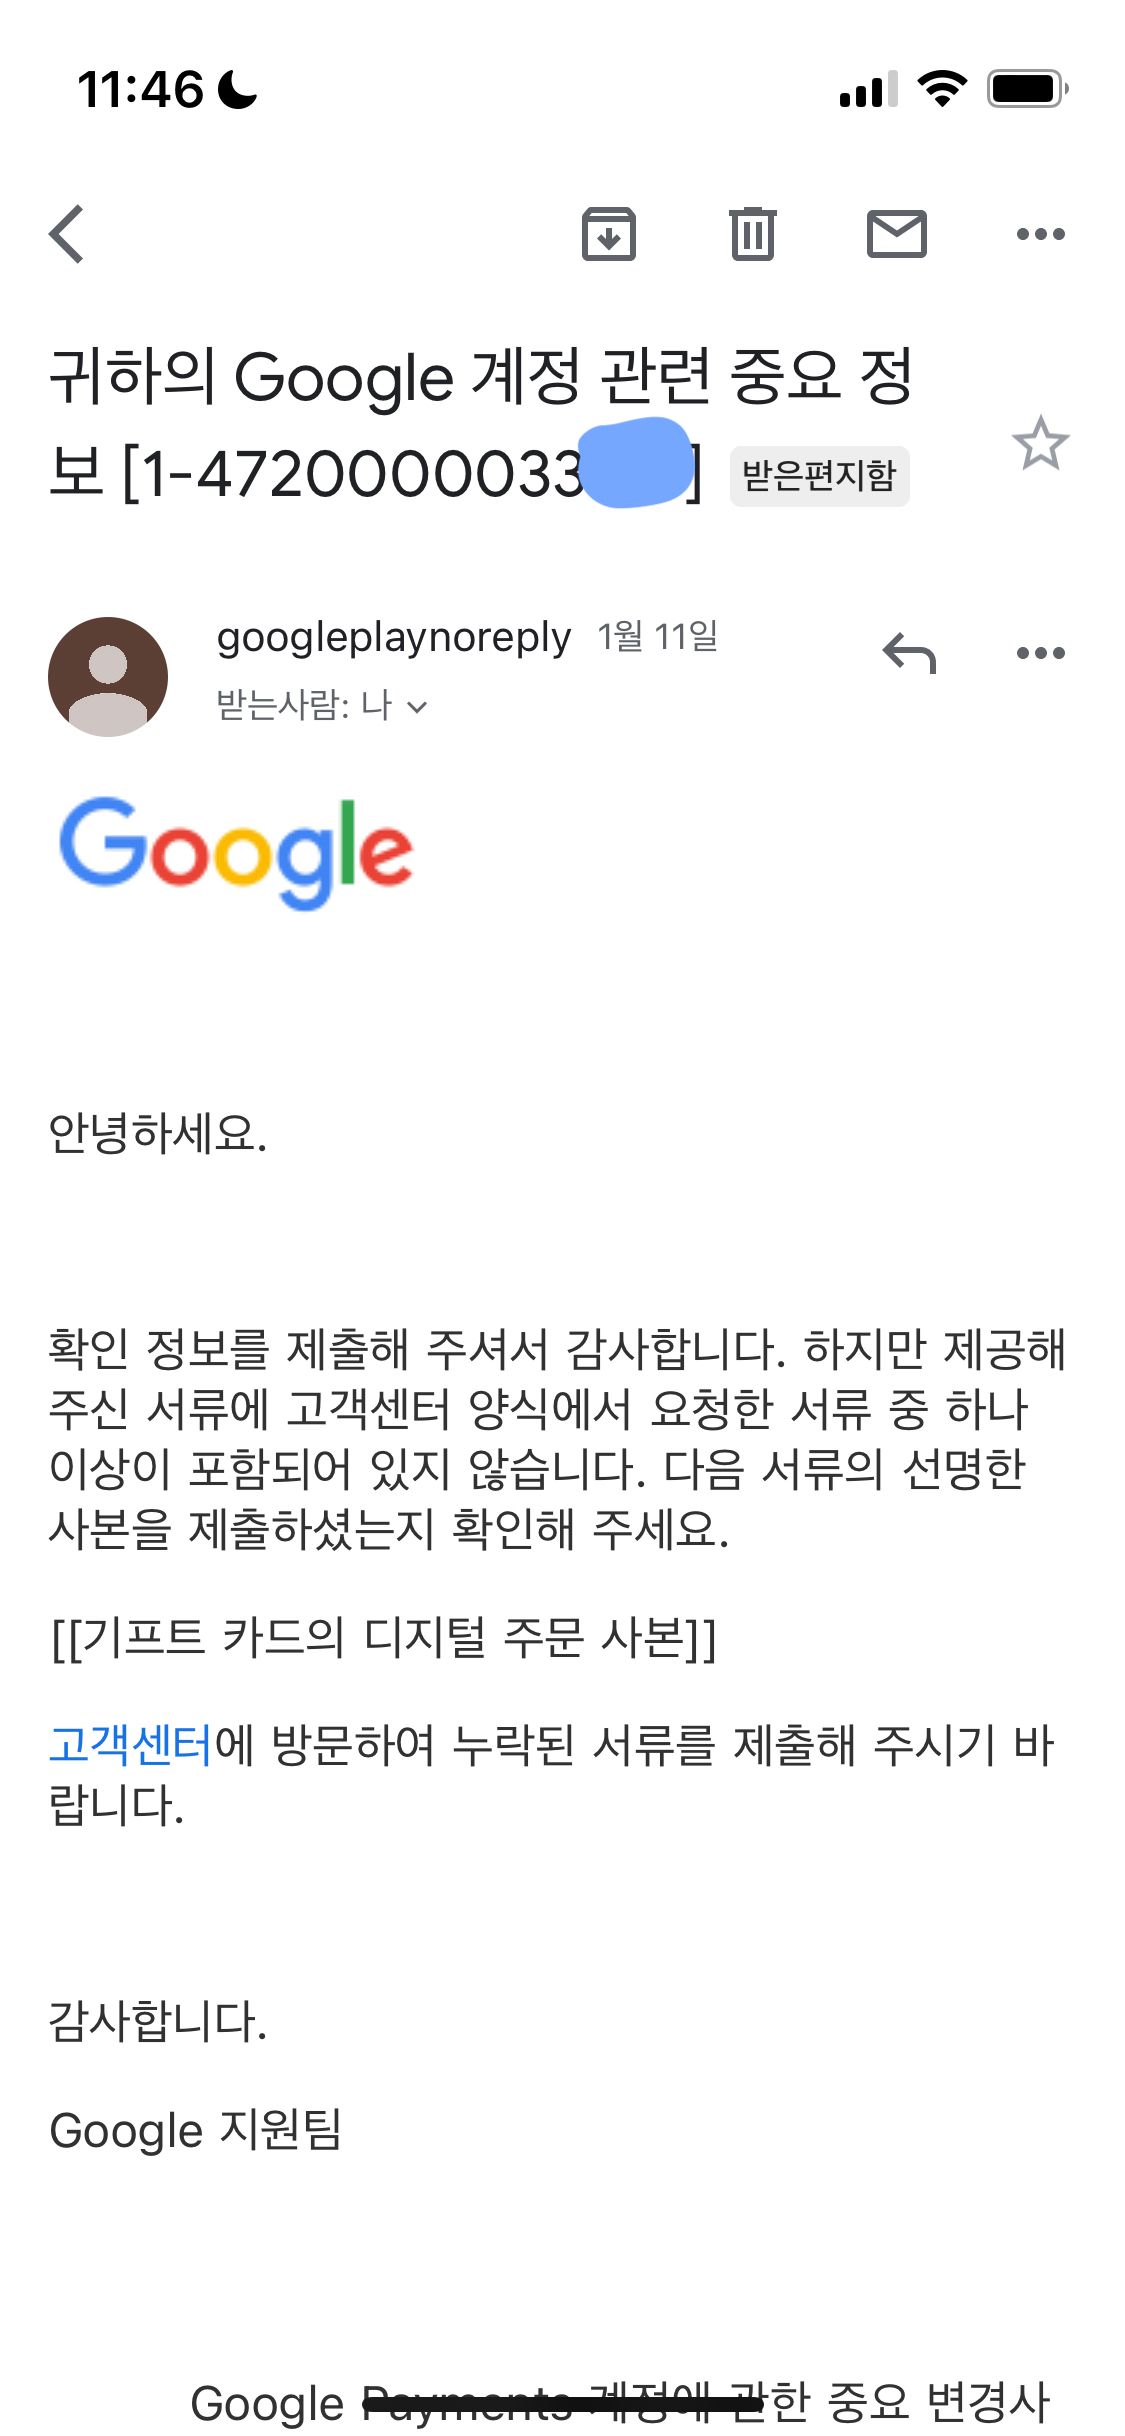 11:46
귀하의 Google 계정 관련 중요 정
보 [1-4720000033 ] 받은편지함
googleplaynoreply 1월 11일
받는사람: 나
Google
안녕하세요.
확인 정보를 제출해 주셔서 감사합니다. 하지만 제공해
주신 서류에 고객센터 양식에서 요청한 서류 중 하나
이상이 포함되어 있지 않습니다. 다음 서류의 선명한
사본을 제출하셨는지 확인해 주세요.
[[기프트 카드의 디지털 주문 사본]]
고객센터에 방문하여 누락된 서류를 제출해 주시기 바
랍니다.
감사합니다.
Google 지원팀
Google Payments 계정에 관한 중요 변경사